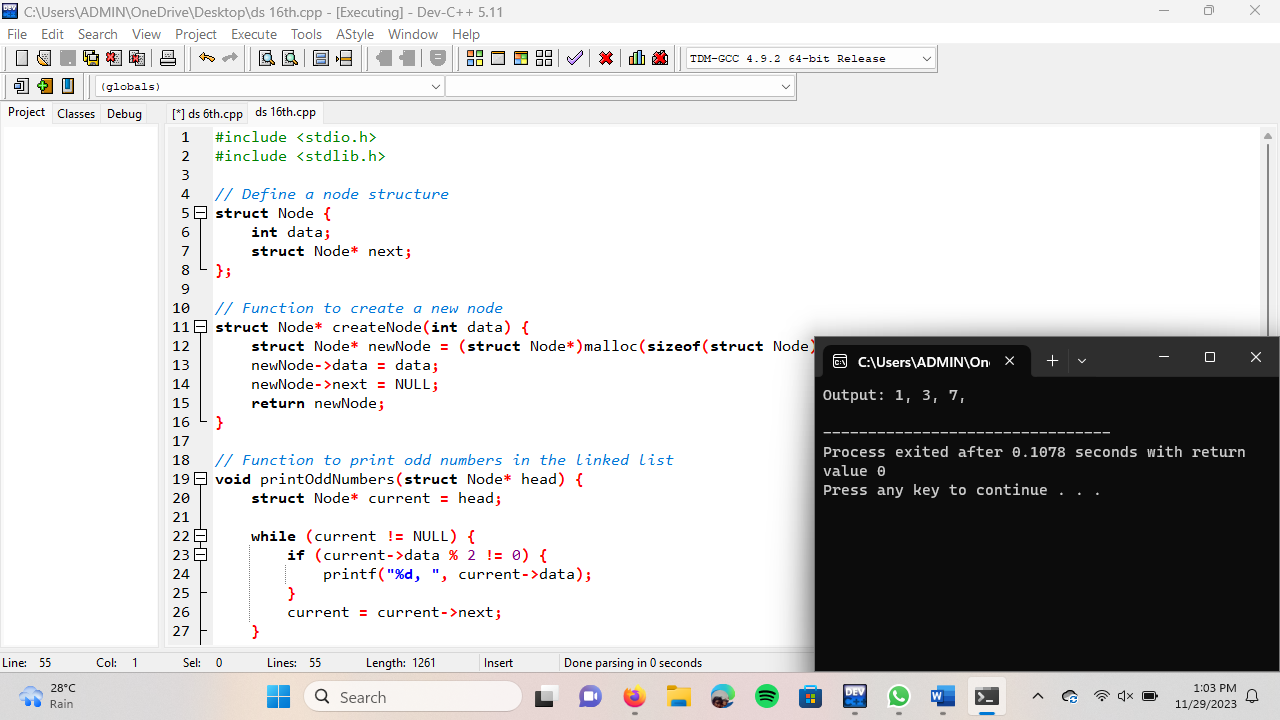 C:\Users\ADMIN\OneDrive\Desktop\ds 16th.cpp - [Executing] - Dev-C++ 5.11
File Edit Search View Project Execute Tools AStyle Window Help
TDM-GCC 4.9.2 64-bit Release
(globals)
Project Classes Debug [*] ds 6th.cpp ds 16th.cpp
1 #include <stdio.h>
2 #include <stdlib.h>
3
4 // Define a node structure
5 struct Node {
6 int data;
7 struct Node* next;
8 };
9
10 // Function to create a new node
11 struct Node* createNode(int data) {
12 struct Node* newNode = (struct Node*)malloc(sizeof(struct Node)
13 newNode->data = data;
14 newNode->next = NULL;
15 return newNode;
16 }
17
18 // Function to print odd numbers in the linked list
19 void printOddNumbers(struct Node* head) {
20 struct Node* current = head;
21
22 while (current != NULL) {
23 if (current->data % 2 != 0) {
24 printf("%d, ", current->data);
25 }
26 current = current->next;
27 }
C:\Users\ADMIN\One
Output: 1, 3, 7,
--------------------------------
Process exited after 0.1078 seconds with return
value 0
Press any key to continue . . .
Line: 55 Col: 1 Sel: 0 Lines: 55 Length: 1261 Insert Done parsing in 0 seconds
28°C
Rain
Search
1:03 PM
11/29/2023